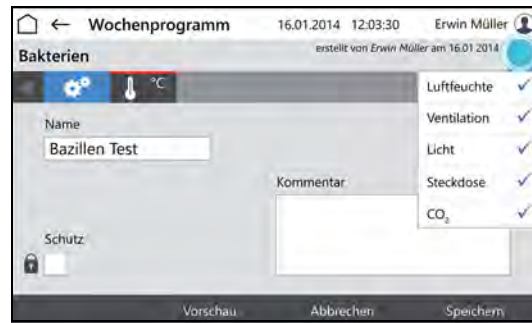 Wochenprogramm 16.01.2014 12:03:30 Erwin Müller
Bakterien erstellt von Erwin Müller am 16.01 2014
°C
Luftfeuchte
Name
Ventilation
Bazillen Test
Licht
Kommentar
Steckdose
CO₂
Schutz
Vorschau Abbrechen Speichern